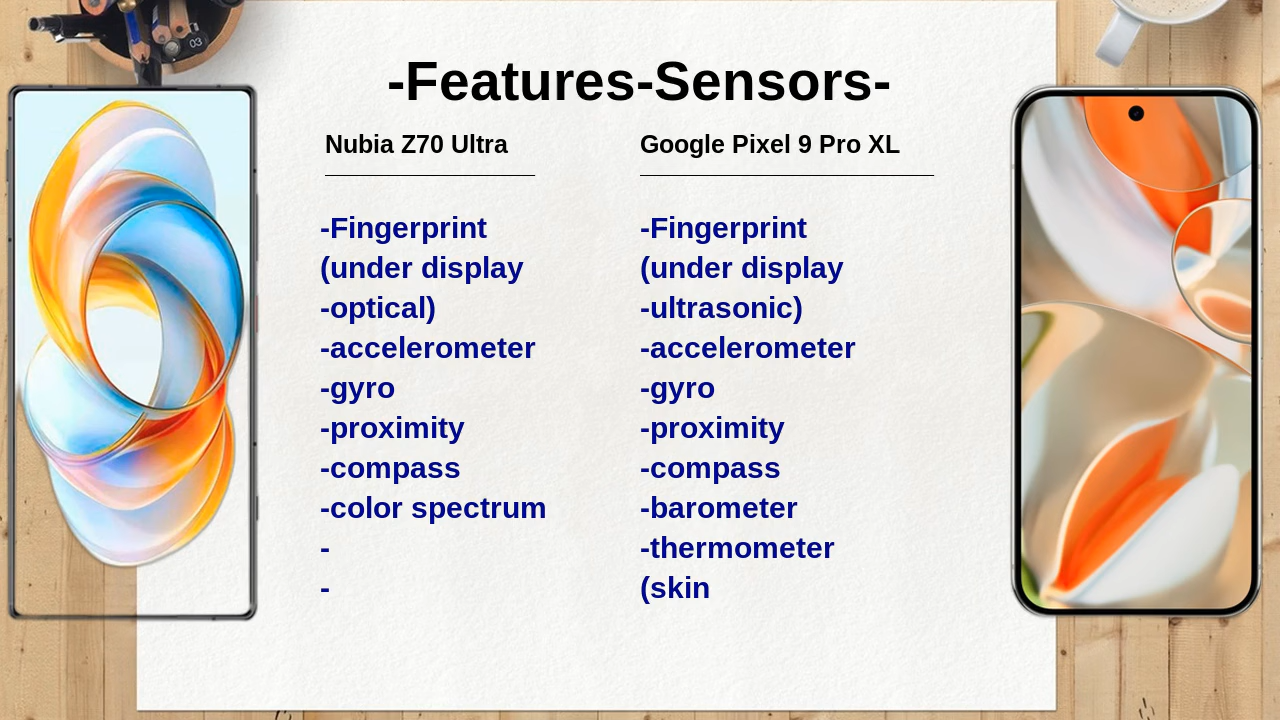 03
-Features-Sensors-
Nubia Z70 Ultra
Google Pixel 9 Pro XL
-Fingerprint
(under display
-optical)
-accelerometer
-gyro
-proximity
-compass
-color spectrum
-
-
-Fingerprint
(under display
-ultrasonic)
-accelerometer
-gyro
-proximity
-compass
-barometer
-thermometer
(skin